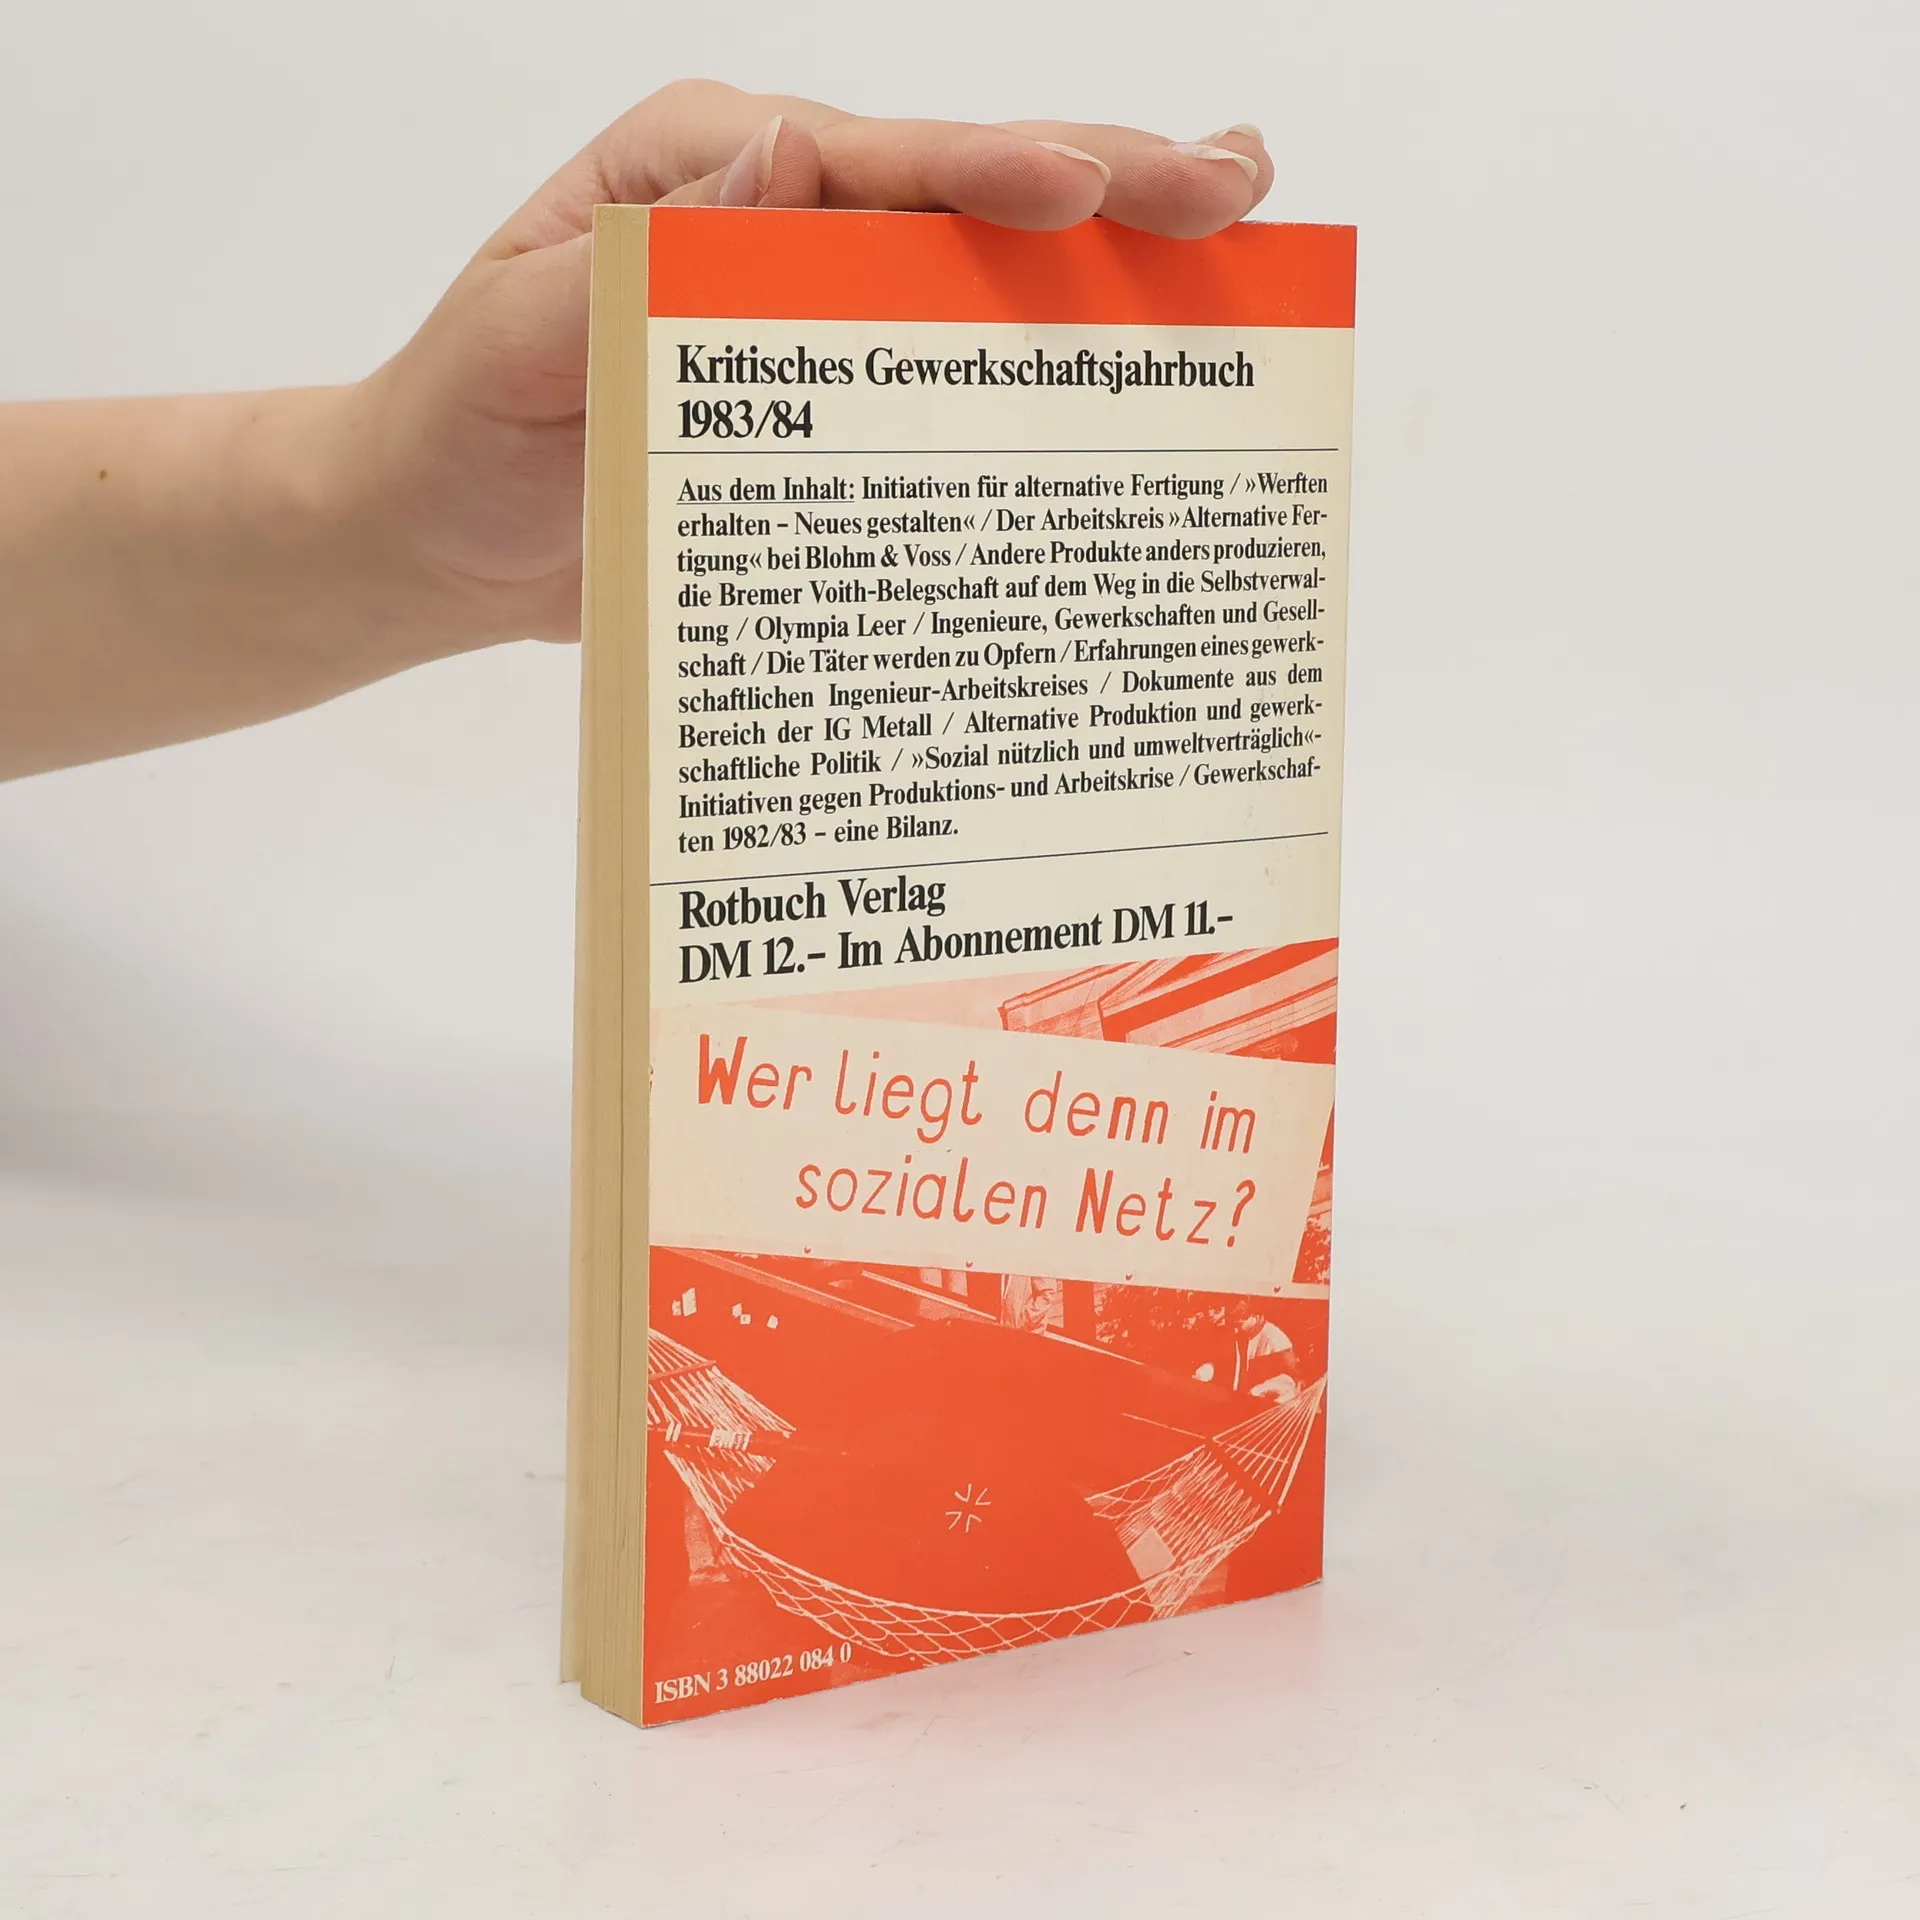 Kritisches Gewerkschaftsjahrbuch
1983/84
Aus dem Inhalt: Initiativen für alternative Fertigung / »Werften
erhalten – Neues gestalten« / Der Arbeitskreis »Alternative Fer-
tigung« bei Blohm & Voss / Andere Produkte anders produzieren,
die Bremer Voith-Belegschaft auf dem Weg in die Selbstverwal-
tung / Olympia Leer / Ingenieure, Gewerkschaften und Gesell-
schaft / Die Täter werden zu Opfern / Erfahrungen eines gewerk-
schaftlichen Ingenieur-Arbeitskreises / Dokumente aus dem
Bereich der IG Metall / Alternative Produktion und gewerk-
schaftliche Politik / »Sozial nützlich und umweltverträglich«-
Initiativen gegen Produktions- und Arbeitskrise / Gewerkschaf-
ten 1982/83 – eine Bilanz.
Rotbuch Verlag
DM 12.– Im Abonnement DM 11.–
Wer liegt denn im
sozialen Netz?
ISBN 3 88022 084 0